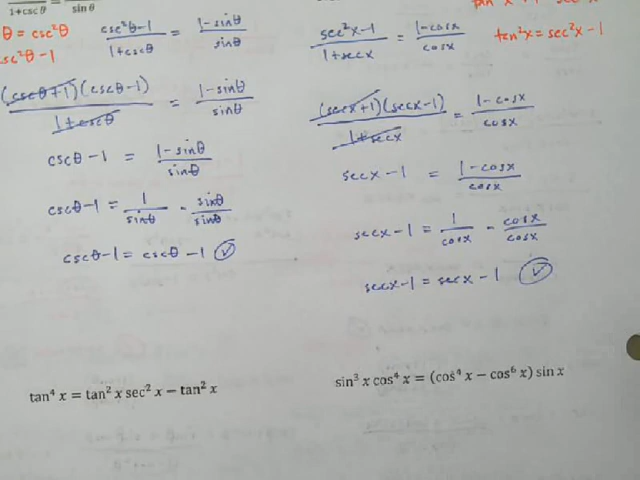 1+csc θ sin θ
θ = csc²θ
sc²θ -1
(csc²θ-1)/(1+cscθ) = (1-sinθ)/(sinθ)
((cscθ+1)(cscθ-1))/(1+cscθ) = (1-sinθ)/(sinθ)
cscθ-1 = (1-sinθ)/(sinθ)
cscθ-1 = 1/(sinθ) - (sinθ)/(sinθ)
cscθ-1 = cscθ -1
tan²x = sec²x -1
(sec²x-1)/(1+secx) = (1-cosx)/(cosx)
((secx+1)(secx-1))/(1+secx) = (1-cosx)/(cosx)
secx -1 = (1-cosx)/(cosx)
secx -1 = 1/(cosx) - (cosx)/(cosx)
secx-1 = secx -1
tan⁴ x = tan² x sec² x − tan² x
sin³ x cos⁴ x = (cos⁴ x − cos⁶ x) sin x